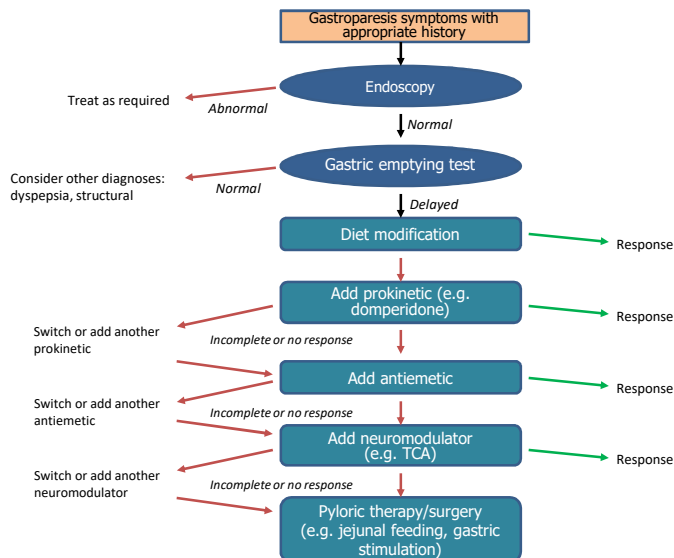 Gastroparesis symptoms with
appropriate history
Endoscopy
Treat as required
Abnormal
Normal
Gastric emptying test
Consider other diagnoses:
dyspepsia, structural
Normal
Delayed
Diet modification
Response
Add prokinetic (e.g.
domperidone)
Response
Switch or add another
prokinetic
Incomplete or no response
Add antiemetic
Response
Switch or add another
antiemetic
Incomplete or no response
Add neuromodulator
(e.g. TCA)
Response
Switch or add another
neuromodulator
Incomplete or no response
Pyloric therapy/surgery
(e.g. jejunal feeding, gastric
stimulation)